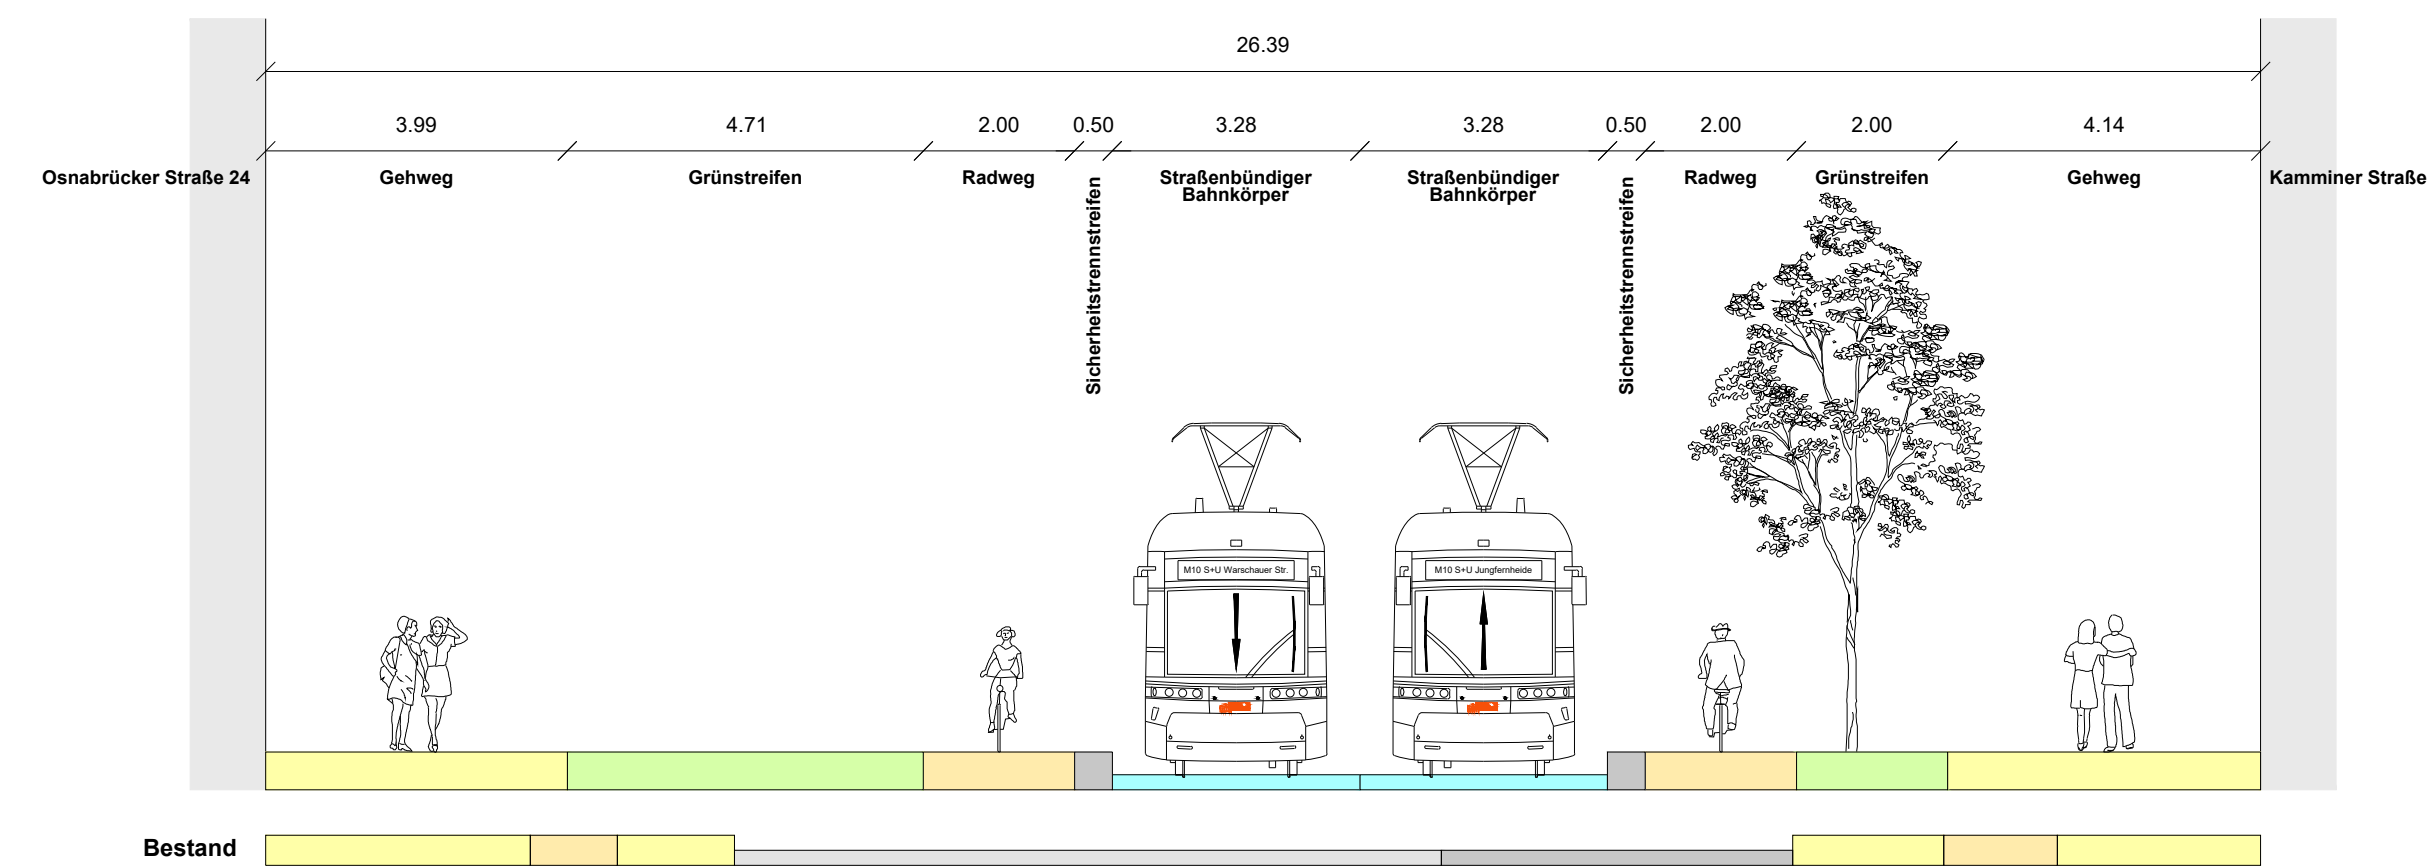 26.39
3.99 4.71 2.00 0.50 3.28 3.28 0.50 2.00 2.00 4.14
Osnabrücker Straße 24 Gehweg Grünstreifen Radweg Sicherheitstrennstreifen Straßenbündiger Bahnkörper Straßenbündiger Bahnkörper Sicherheitstrennstreifen Radweg Grünstreifen Gehweg Kamminer Straße
M10 S+U Warschauer Str. M10 S+U Jungfernheide
Bestand